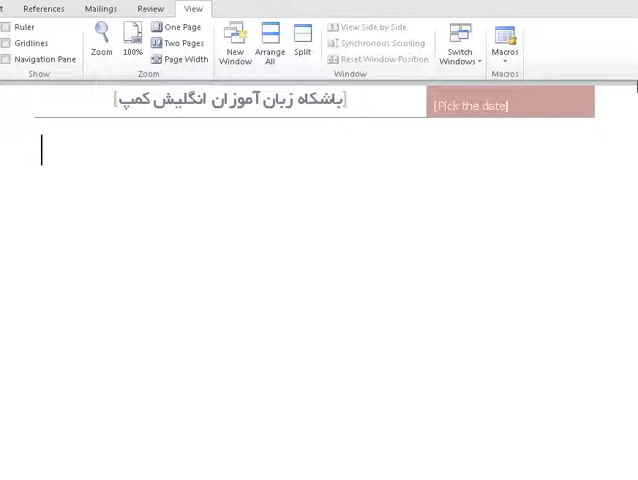 References Mailings Review View
Ruler
Gridlines
Navigation Pane
Show
Zoom
100%
One Page
Two Pages
Page Width
Zoom
New Window
Arrange All
Split
View Side by Side
Synchronous Scrolling
Reset Window Position
Window
Switch Windows
Macros
Macros
[باشگاه زبان آموزان انگلیش کمپ]
[Pick the date]